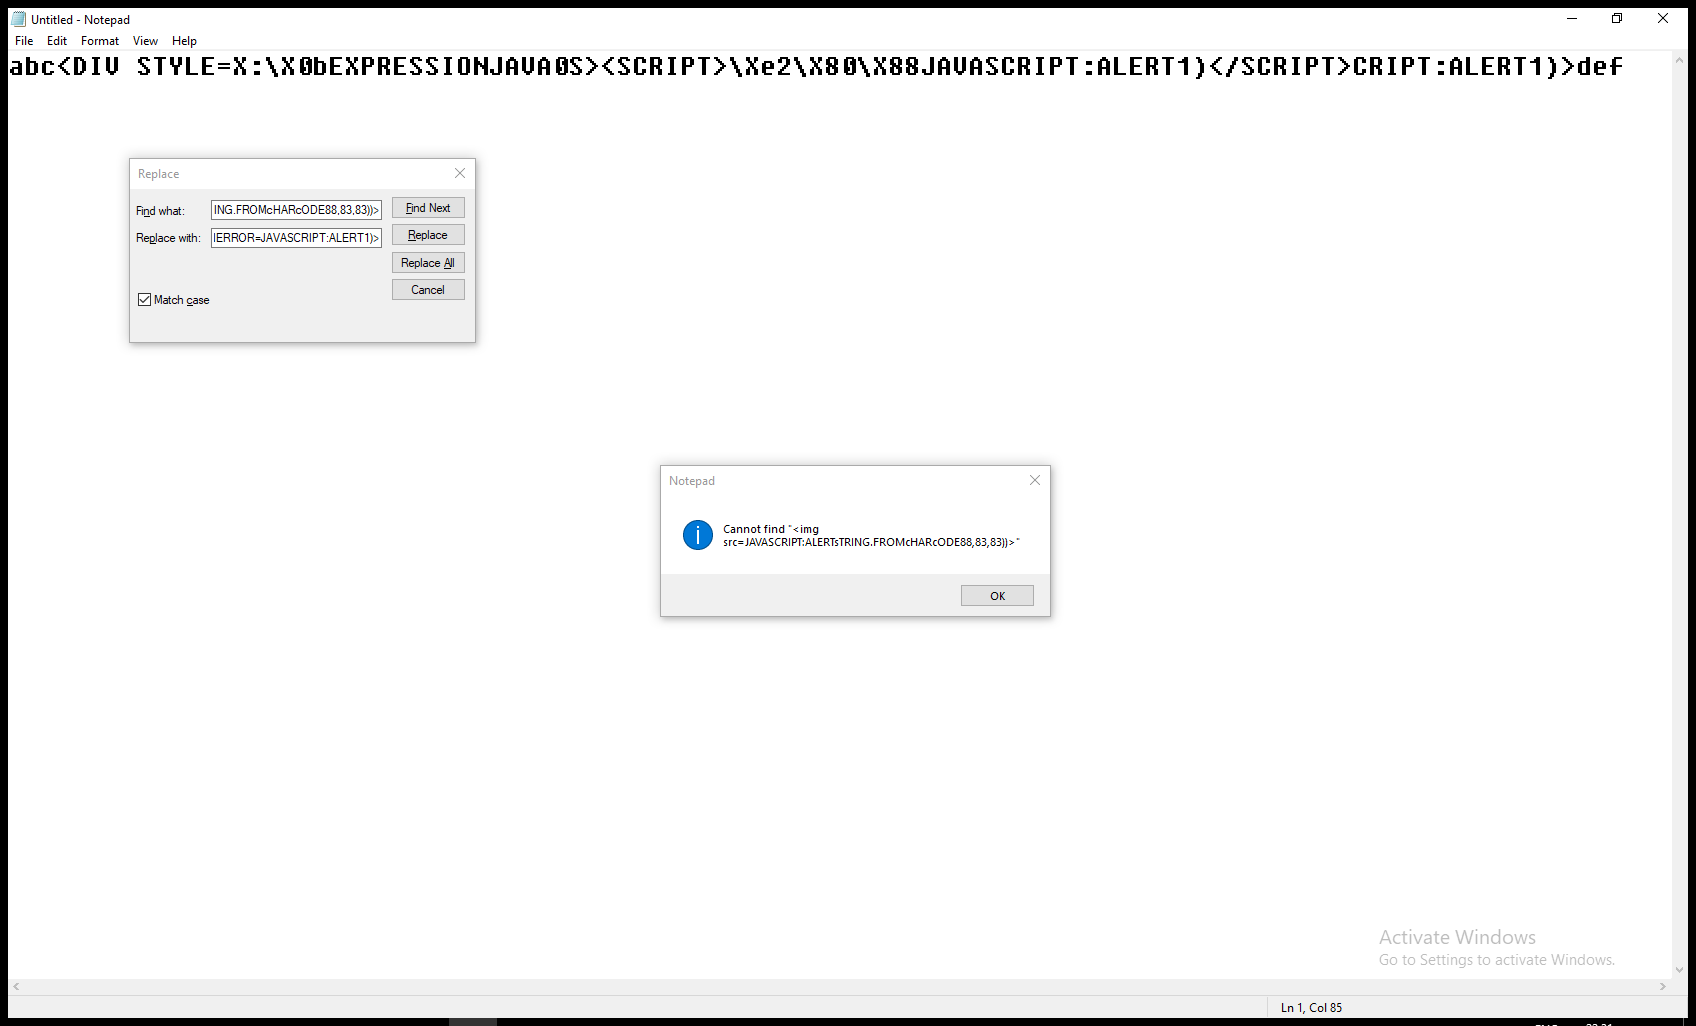 Untitled - Notepad
File Edit Format View Help
abc<DIV STYLE=X:\X0bEXPRESSIONJAVA0S><SCRIPT>\Xe2\X80\X88JAVASCRIPT:ALERT1)</SCRIPT>CRIPT:ALERT1)>def
Replace
Find what: ING.FROMcHARcODE88,83,83))> Find Next
Replace with: ERROR=JAVASCRIPT:ALERT1)> Replace
Replace All
Cancel
Match case
Notepad
Cannot find "<img
src=JAVASCRIPT:ALERTsTRING.FROMcHARcODE88,83,83))>"
OK
Activate Windows
Go to Settings to activate Windows.
Ln 1, Col 85